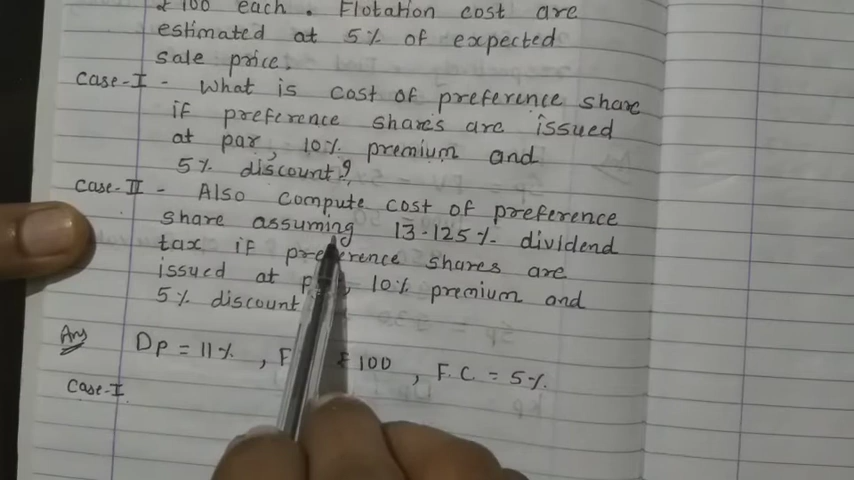 ₹100 each. Flotation cost are
estimated at 5% of expected
sale price.
Case-I - What is cost of preference share
if preference shares are issued
at par, 10% premium and
5% discount?
Case-II - Also compute cost of preference
share assuming 13.125% dividend
tax if preference shares are
issued at 10% premium and
5% discount
Ans DP = 11%, F ₹100, F.C = 5%.
Case-I